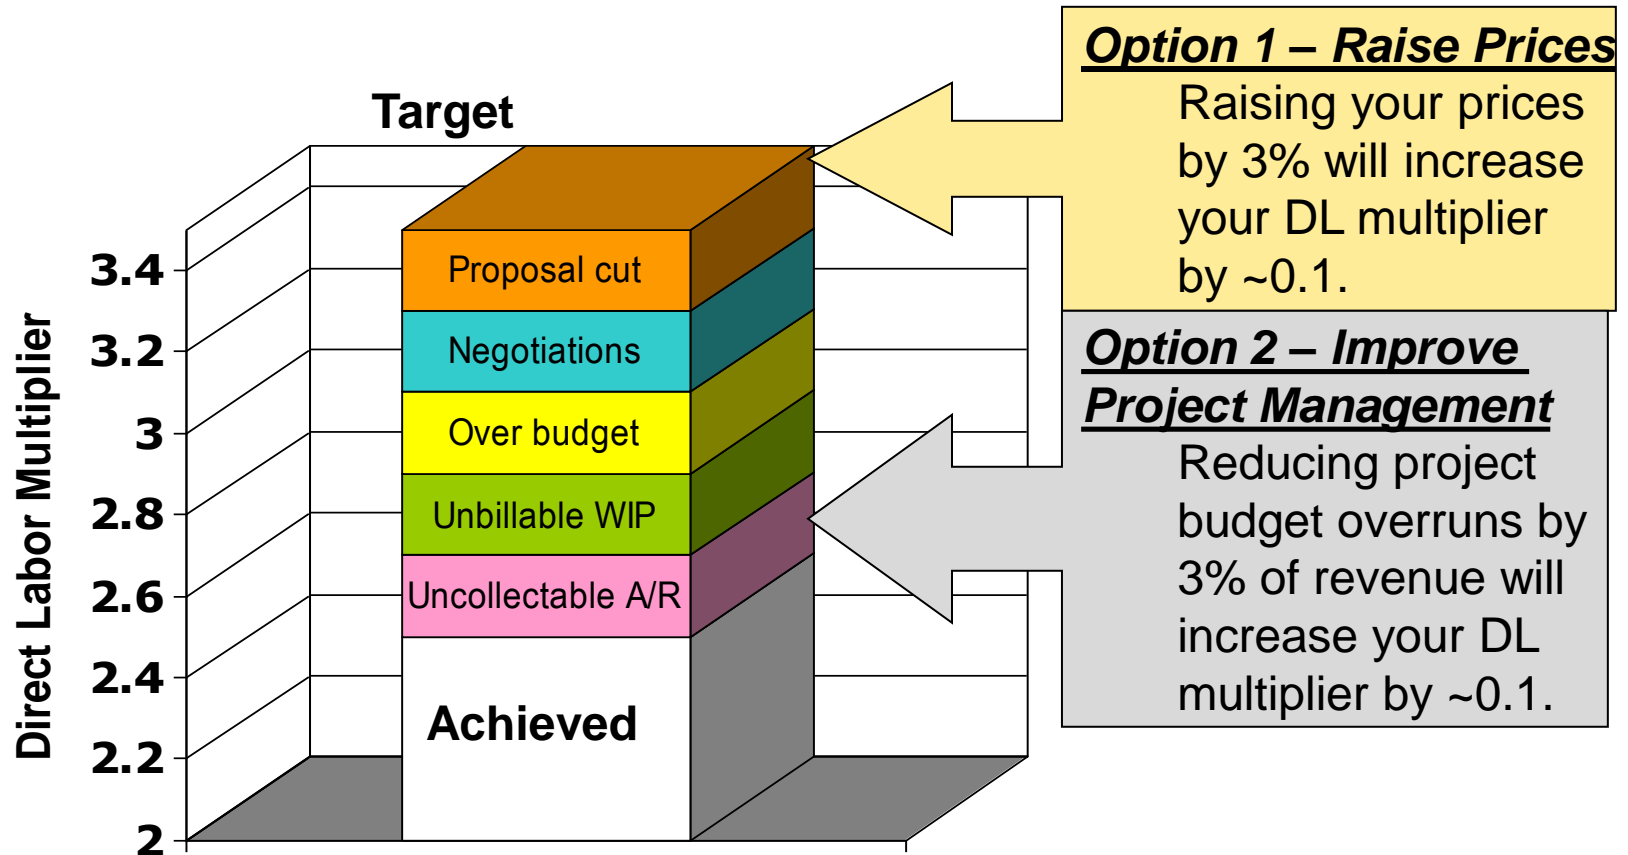 Target
Direct Labor Multiplier
3.4
3.2
3
2.8
2.6
2.4
2.2
2
Proposal cut
Negotiations
Over budget
Unbillable WIP
Uncollectable A/R
Achieved
Option 1 – Raise Prices
Raising your prices
by 3% will increase
your DL multiplier
by ~0.1.
Option 2 – Improve
Project Management
Reducing project
budget overruns by
3% of revenue will
increase your DL
multiplier by ~0.1.